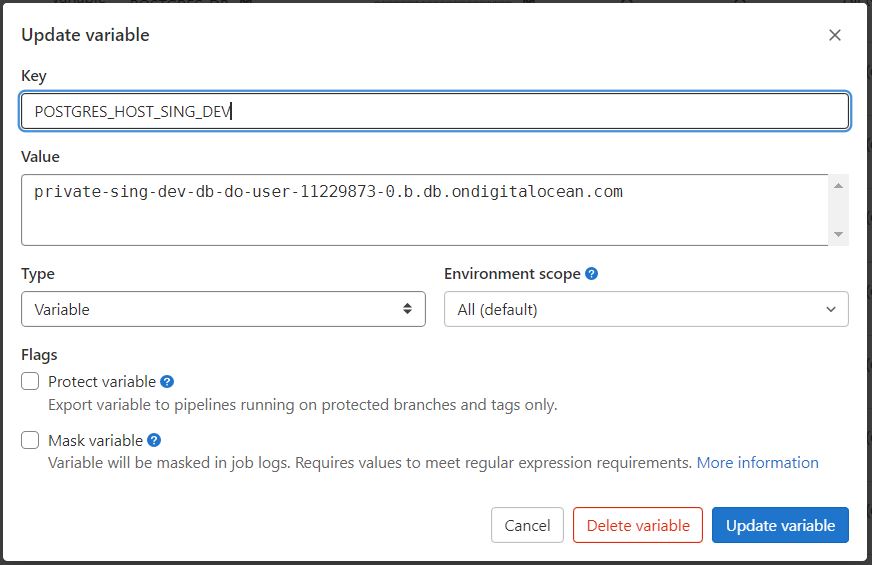 Update variable
Key
POSTGRES_HOST_SING_DEV
Value
private-sing-dev-db-do-user-11229873-0.b.db.ondigitalocean.com
Type
Environment scope
Variable
All (default)
Flags
Protect variable
Export variable to pipelines running on protected branches and tags only.
Mask variable
Variable will be masked in job logs. Requires values to meet regular expression requirements. More information
Cancel
Delete variable
Update variable